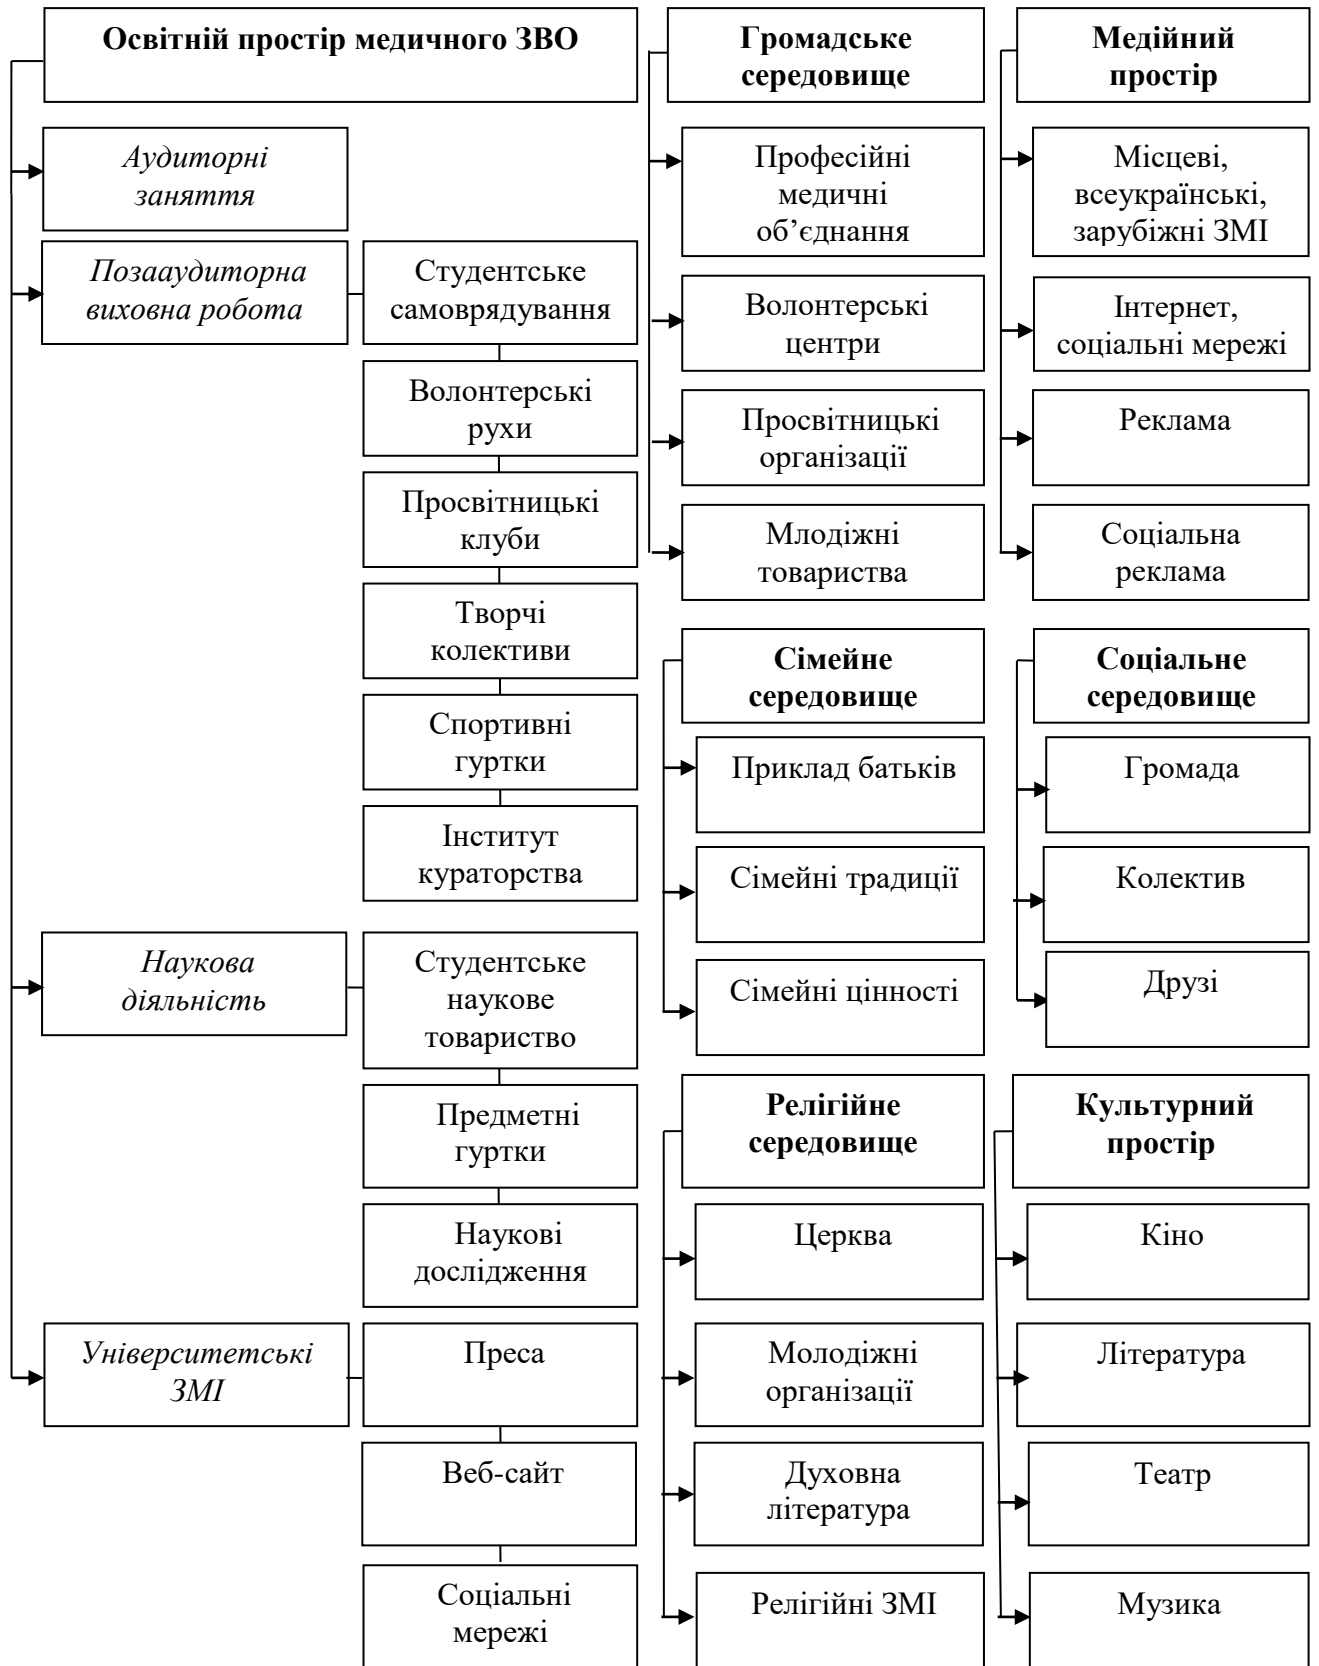 Освітній простір медичного ЗВО
Аудиторні
заняття
Позааудиторна
виховна робота
Студентське
самоврядування
Волонтерські
рухи
Просвітницькі
клуби
Творчі
колективи
Спортивні
гуртки
Інститут
кураторства
Наукова
діяльність
Студентське
наукове
товариство
Предметні
гуртки
Наукові
дослідження
Університетські
ЗМІ
Преса
Веб-сайт
Соціальні
мережі
Громадське
середовище
Професійні
медичні
об’єднання
Волонтерські
центри
Просвітницькі
організації
Млодіжні
товариства
Медійний
простір
Місцеві,
всеукраїнські,
зарубіжні ЗМІ
Інтернет,
соціальні мережі
Реклама
Соціальна
реклама
Сімейне
середовище
Приклад батьків
Сімейні традиції
Сімейні цінності
Соціальне
середовище
Громада
Колектив
Друзі
Релігійне
середовище
Церква
Молодіжні
організації
Духовна
література
Релігійні ЗМІ
Культурний
простір
Кіно
Література
Театр
Музика